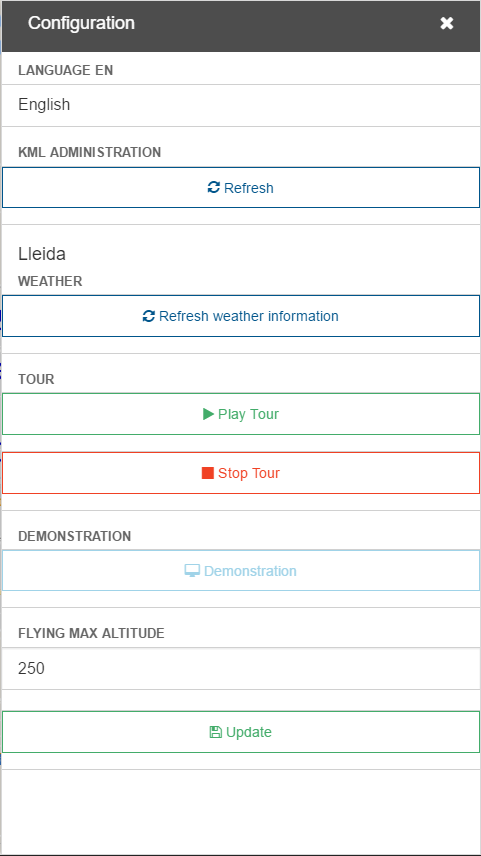 Configuration
LANGUAGE EN
English
KML ADMINISTRATION
Refresh
Lleida
WEATHER
Refresh weather information
TOUR
Play Tour
Stop Tour
DEMONSTRATION
Demonstration
FLYING MAX ALTITUDE
250
Update